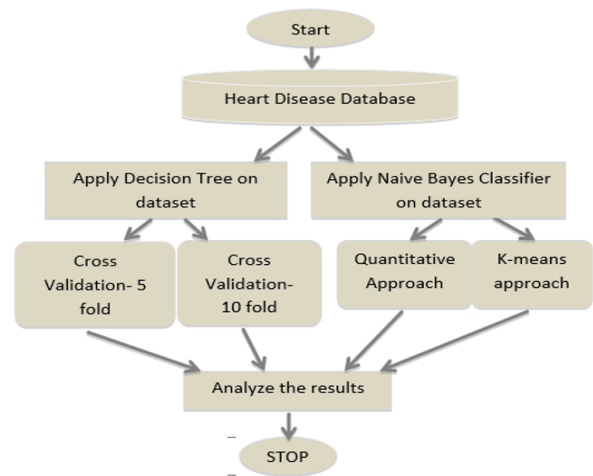 Start
Heart Disease Database
Apply Decision Tree on
dataset
Apply Naive Bayes Classifier
on dataset
Cross
Validation- 5
fold
Cross
Validation-
10 fold
Quantitative
Approach
K-means
approach
Analyze the results
STOP